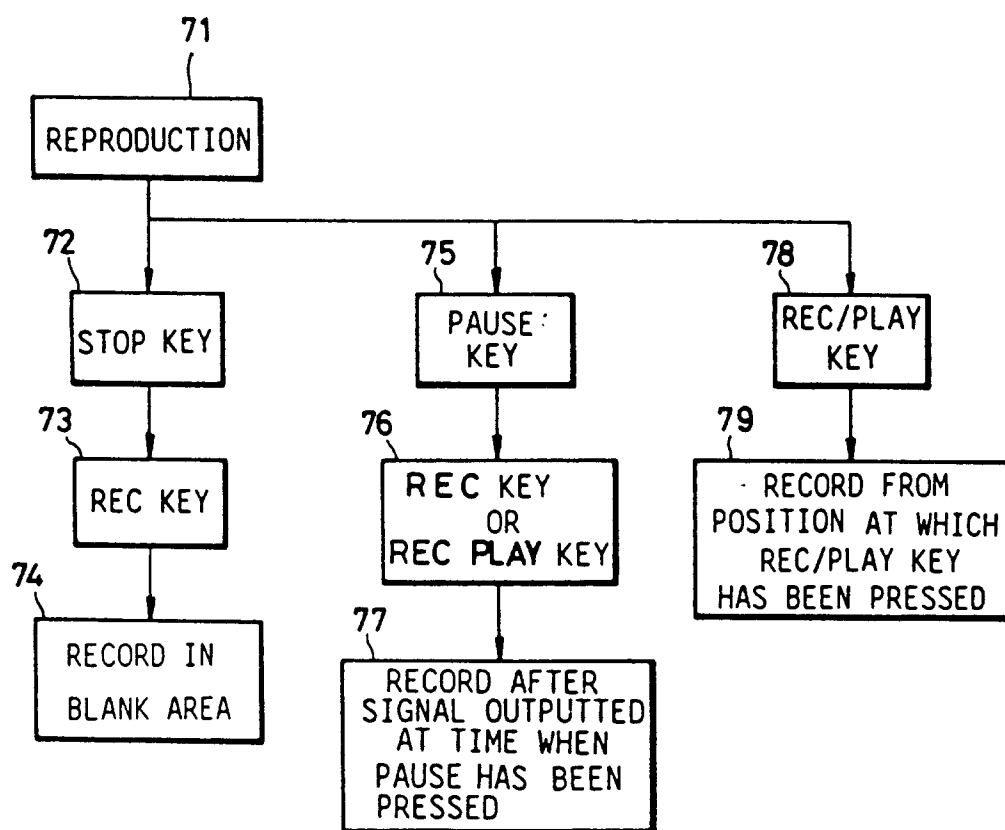 71
REPRODUCTION
72
STOP KEY
73
REC KEY
74
RECORD IN
BLANK AREA
75
PAUSE
KEY
76
REC KEY
OR
REC PLAY KEY
77
RECORD AFTER
SIGNAL OUTPUTTED
AT TIME WHEN
PAUSE HAS BEEN
PRESSED
78
REC/PLAY
KEY
79
RECORD FROM
POSITION AT WHICH
REC/PLAY KEY
HAS BEEN PRESSED